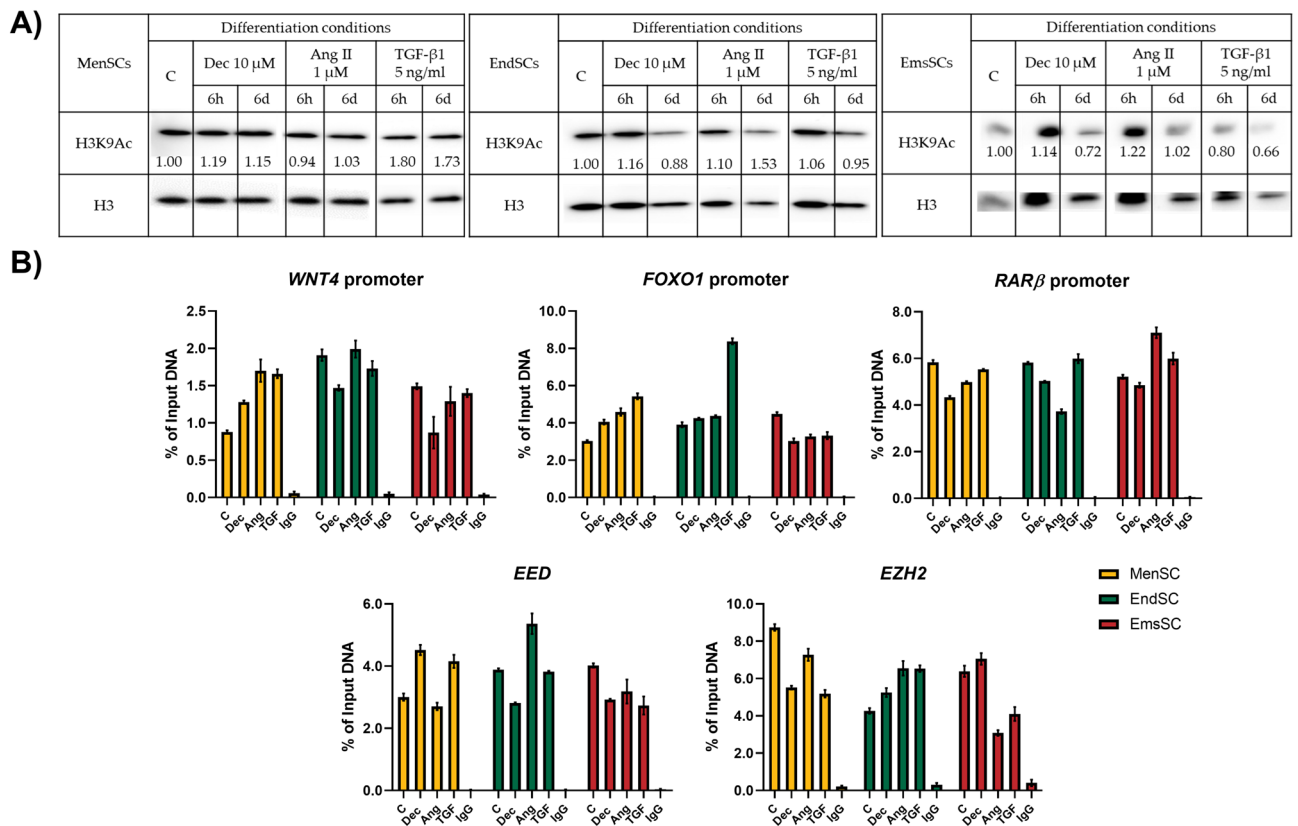 A)
MenSCs
C
Differentiation conditions
Dec 10 μM
Ang II
1 μM
TGF-β1
5 ng/ml
6h 6d 6h 6d 6h 6d
H3K9Ac
1.00 1.19 1.15 0.94 1.03 1.80 1.73
H3
EndSCs
C
Differentiation conditions
Dec 10 μM
Ang II
1 μM
TGF-β1
5 ng/ml
6h 6d 6h 6d 6h 6d
H3K9Ac
1.00 1.16 0.88 1.10 1.53 1.06 0.95
H3
EmsSCs
C
Differentiation conditions
Dec 10 μM
Ang II
1 μM
TGF-β1
5 ng/ml
6h 6d 6h 6d 6h 6d
H3K9Ac
1.00 1.14 0.72 1.22 1.02 0.80 0.66
H3
B)
WNT4 promoter
% of Input DNA
2.5
2.0
1.5
1.0
0.5
0.0
C Dec Ang TGF IgG C Dec Ang TGF IgG C Dec Ang TGF IgG
FOXO1 promoter
% of Input DNA
10.0
8.0
6.0
4.0
2.0
0.0
C Dec Ang TGF IgG C Dec Ang TGF IgG C Dec Ang TGF IgG
RARβ promoter
% of Input DNA
8.0
6.0
4.0
2.0
0.0
C Dec Ang TGF IgG C Dec Ang TGF IgG C Dec Ang TGF IgG
EED
% of Input DNA
6.0
4.0
2.0
0.0
C Dec Ang TGF IgG C Dec Ang TGF IgG C Dec Ang TGF IgG
EZH2
% of Input DNA
10.0
8.0
6.0
4.0
2.0
0.0
C Dec Ang TGF IgG C Dec Ang TGF IgG C Dec Ang TGF IgG
MenSC
EndSC
EmsSC